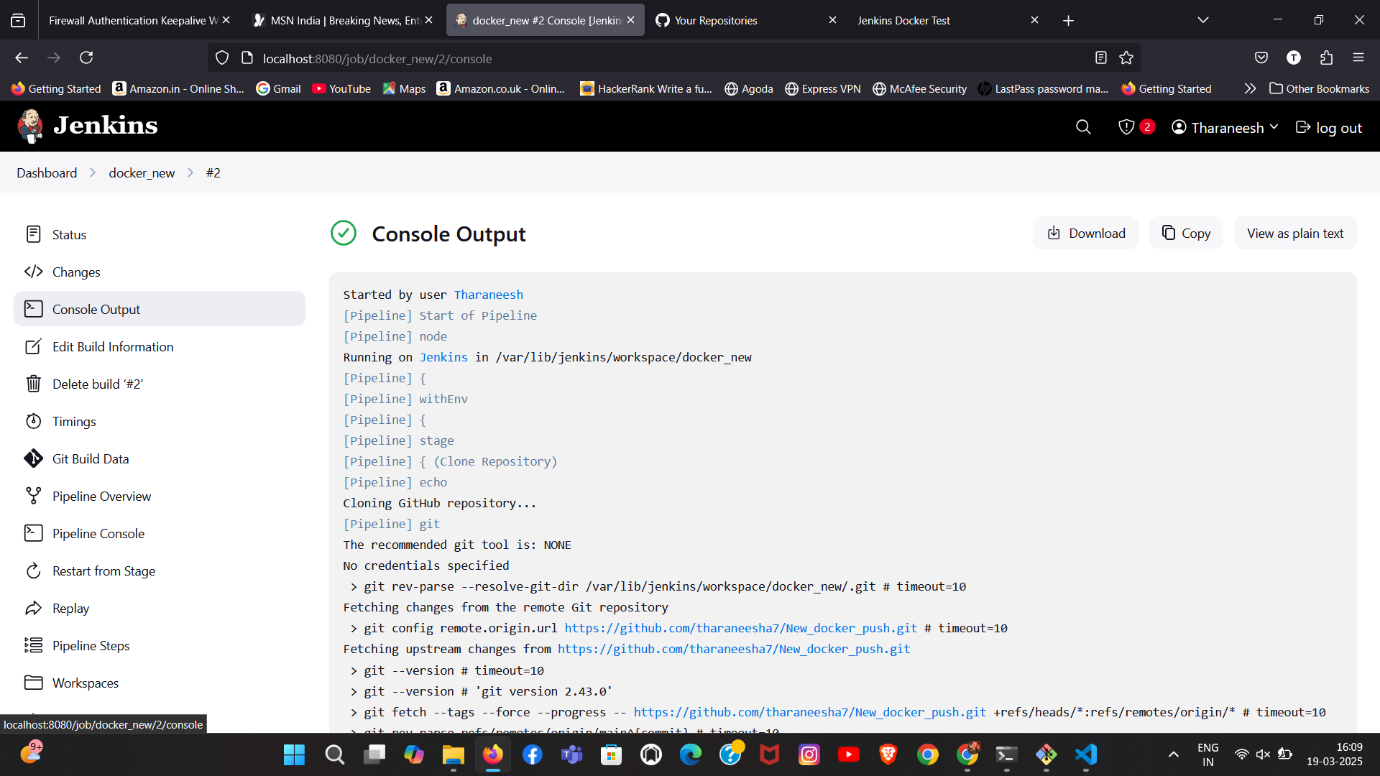 Firewall Authentication Keepalive W
MSN India | Breaking News, Ent
docker_new #2 Console [Jenkin
Your Repositories
Jenkins Docker Test
localhost:8080/job/docker_new/2/console
T
Getting Started
Amazon.in - Online Sh...
Gmail
YouTube
Maps
Amazon.co.uk - Onlin...
HackerRank Write a fu...
Agoda
Express VPN
McAfee Security
LastPass password ma...
Getting Started
Other Bookmarks
Jenkins
2
Tharaneesh
log out
Dashboard
docker_new
#2
Status
Changes
Console Output
Edit Build Information
Delete build ‘#2’
Timings
Git Build Data
Pipeline Overview
Pipeline Console
Restart from Stage
Replay
Pipeline Steps
Workspaces
Console Output
Download
Copy
View as plain text
Started by user Tharaneesh
[Pipeline] Start of Pipeline
[Pipeline] node
Running on Jenkins in /var/lib/jenkins/workspace/docker_new
[Pipeline] {
[Pipeline] withEnv
[Pipeline] {
[Pipeline] stage
[Pipeline] { (Clone Repository)
[Pipeline] echo
Cloning GitHub repository...
[Pipeline] git
The recommended git tool is: NONE
No credentials specified
> git rev-parse --resolve-git-dir /var/lib/jenkins/workspace/docker_new/.git # timeout=10
Fetching changes from the remote Git repository
> git config remote.origin.url https://github.com/tharaneesha7/New_docker_push.git # timeout=10
Fetching upstream changes from https://github.com/tharaneesha7/New_docker_push.git
> git --version # timeout=10
> git --version # 'git version 2.43.0'
> git fetch --tags --force --progress -- https://github.com/tharaneesha7/New_docker_push.git +refs/heads/*:refs/remotes/origin/* # timeout=10
> git rev-parse refs/remotes/origin/main^{commit} # timeout=10
localhost:8080/job/docker_new/2/console
9+
ENG
IN
16:09
19-03-2025